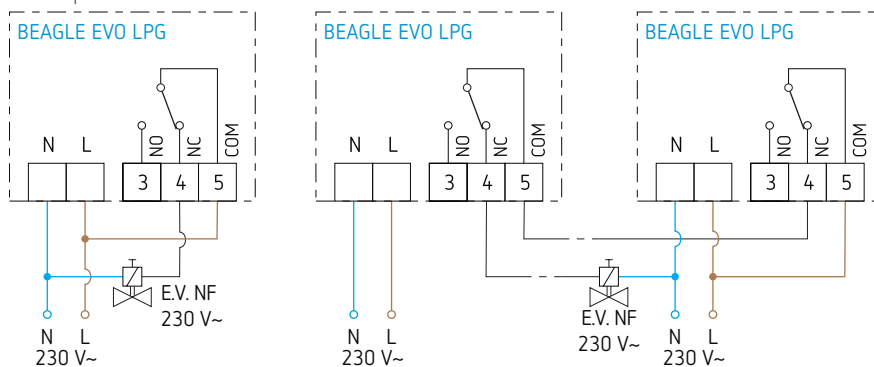 BEAGLE EVO LPG
NO
NC
COM
N L
3 4 5
E.V. NF
230 V~
N L
230 V~
BEAGLE EVO LPG
NO
NC
COM
N L
3 4 5
N L
230 V~
E.V. NF
230 V~
BEAGLE EVO LPG
NO
NC
COM
N L
3 4 5
N L
230 V~